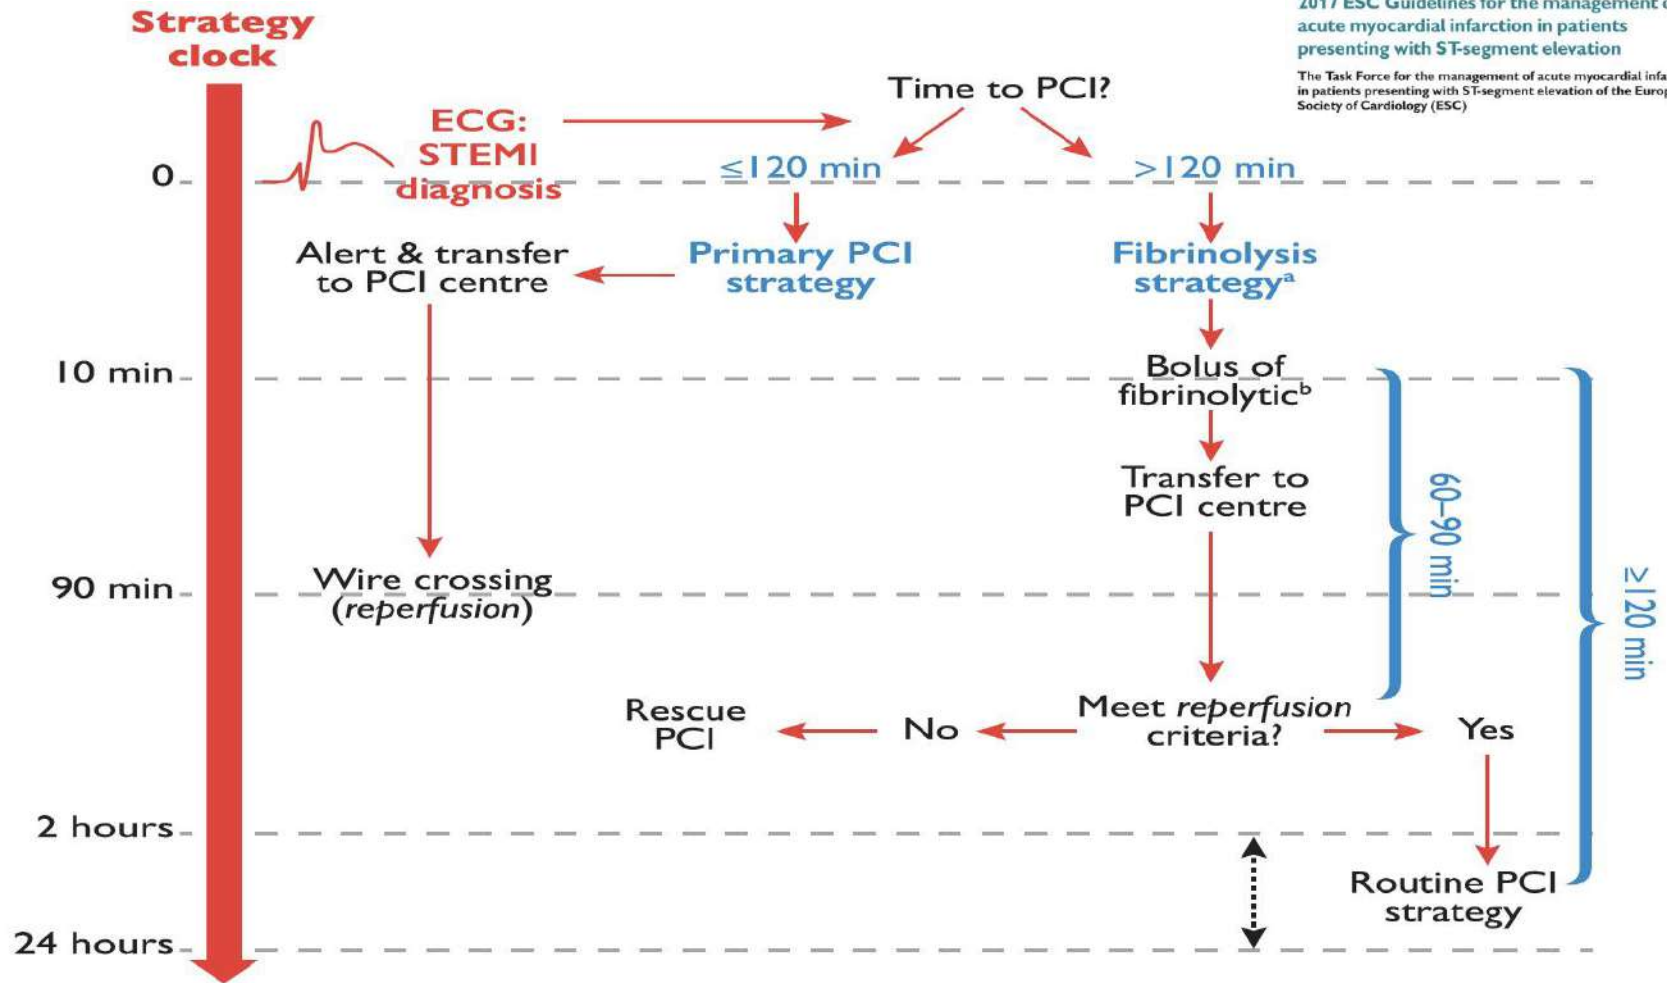 Strategy
clock
2017 ESC Guidelines for the management o
acute myocardial infarction in patients
presenting with ST-segment elevation
The Task Force for the management of acute myocardial infa
in patients presenting with ST-segment elevation of the Europ
Society of Cardiology (ESC)
Time to PCI?
ECG:
STEMI
diagnosis
≤120 min
>120 min
0
Alert & transfer
to PCI centre
Primary PCI
strategy
Fibrinolysis
strategyᵃ
10 min
Bolus of
fibrinolyticᵇ
Transfer to
PCI centre
60–90 min
≥120 min
90 min
Wire crossing
(reperfusion)
Rescue
PCI
No
Meet reperfusion
criteria?
Yes
2 hours
Routine PCI
strategy
24 hours